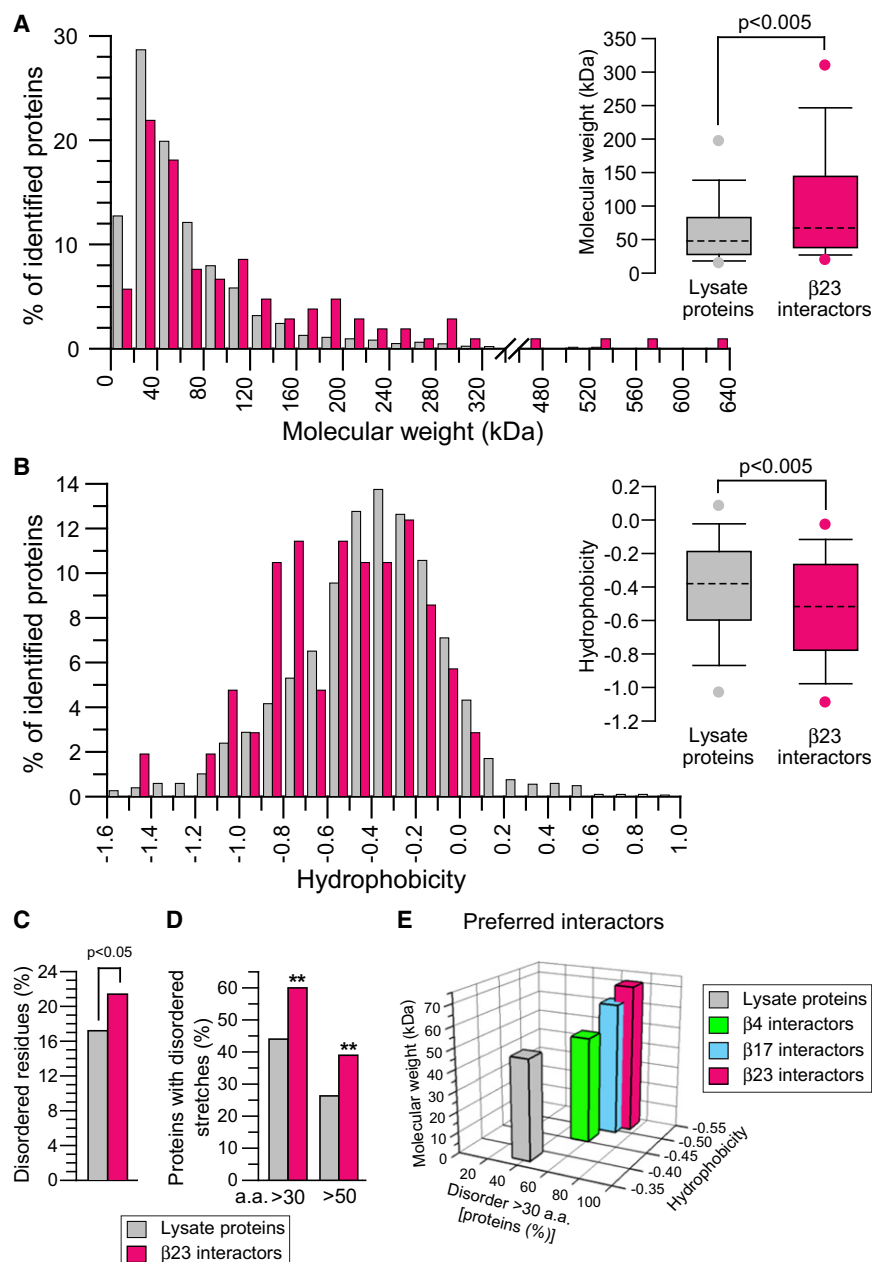 A
30
20
10
0
% of identified proteins
0
40
80
120
160
200
240
280
320
480
520
560
600
640
Molecular weight (kDa)
p<0.005
350
300
250
200
150
100
50
0
Molecular weight (kDa)
Lysate proteins
β23 interactors
B
14
12
10
8
6
4
2
0
% of identified proteins
-1.6
-1.4
-1.2
-1.0
-0.8
-0.6
-0.4
-0.2
0.0
0.2
0.4
0.6
0.8
1.0
Hydrophobicity
p<0.005
0.2
0.0
-0.2
-0.4
-0.6
-0.8
-1.0
-1.2
Hydrophobicity
Lysate proteins
β23 interactors
C
p<0.05
24
20
16
12
8
4
0
Disordered residues (%)
D
60
50
40
30
20
10
0
Proteins with disordered
stretches (%)
**
**
a.a. >30
>50
Lysate proteins
β23 interactors
E
Preferred interactors
70
60
50
40
30
20
10
0
Molecular weight (kDa)
20
40
60
80
100
Disorder >30 a.a.
[proteins (%)]
-0.55
-0.50
-0.45
-0.40
-0.35
Hydrophobicity
Lysate proteins
β4 interactors
β17 interactors
β23 interactors